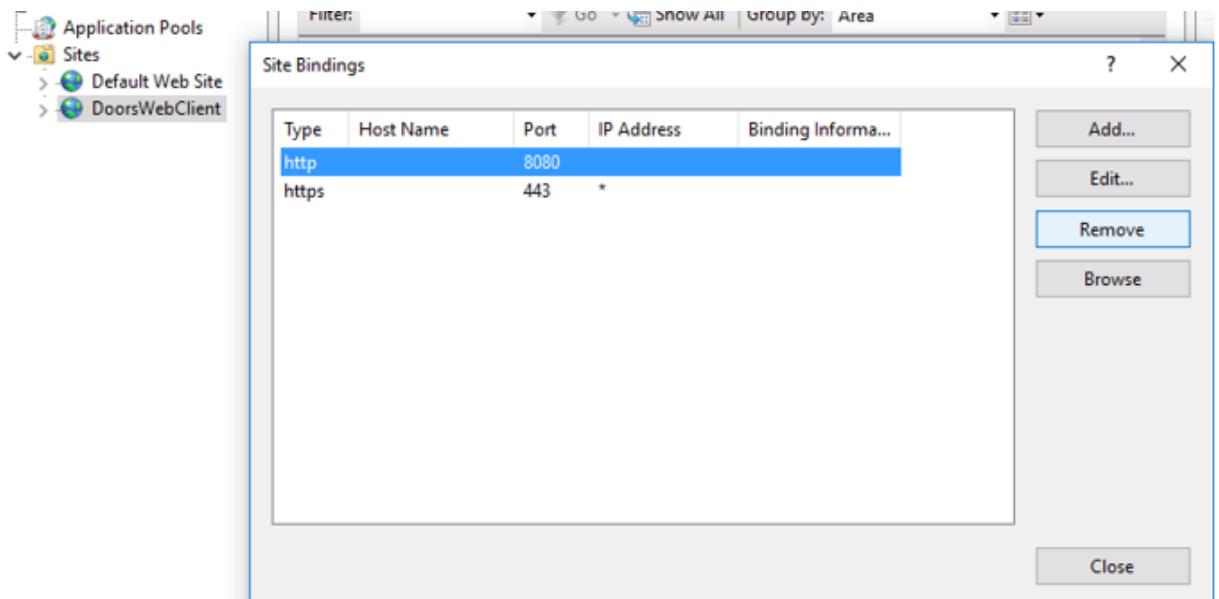 Filter: Go Show All Group by: Area
Application Pools
Sites
Default Web Site
DoorsWebClient
Site Bindings ? ×
Type Host Name Port IP Address Binding Informa...
http 8080
https 443 *
Add...
Edit...
Remove
Browse
Close